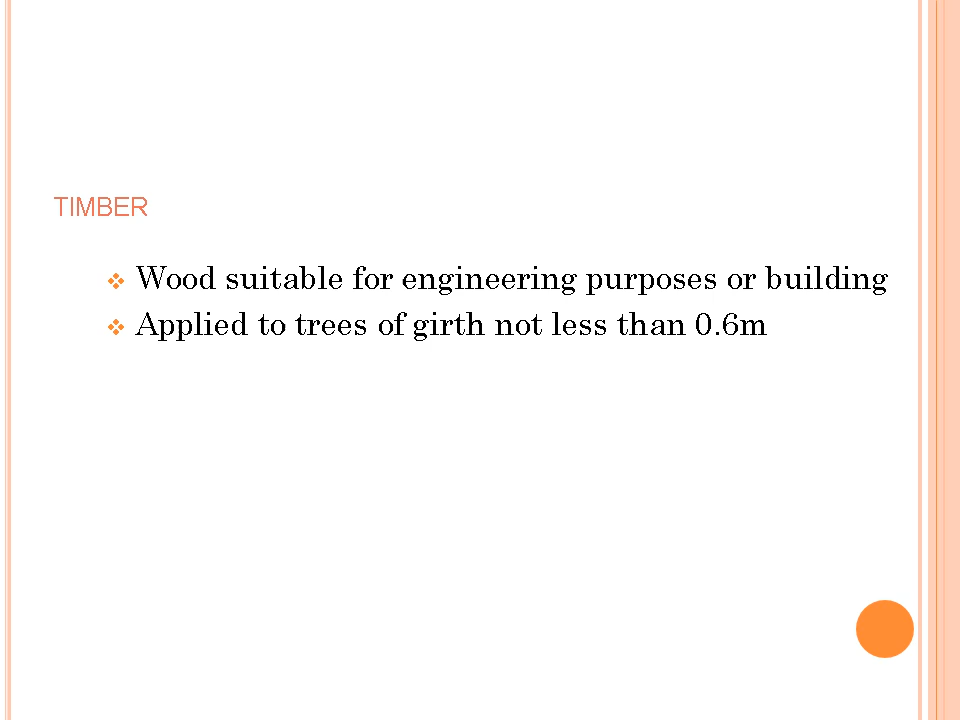 TIMBER
❖ Wood suitable for engineering purposes or building
❖ Applied to trees of girth not less than 0.6m